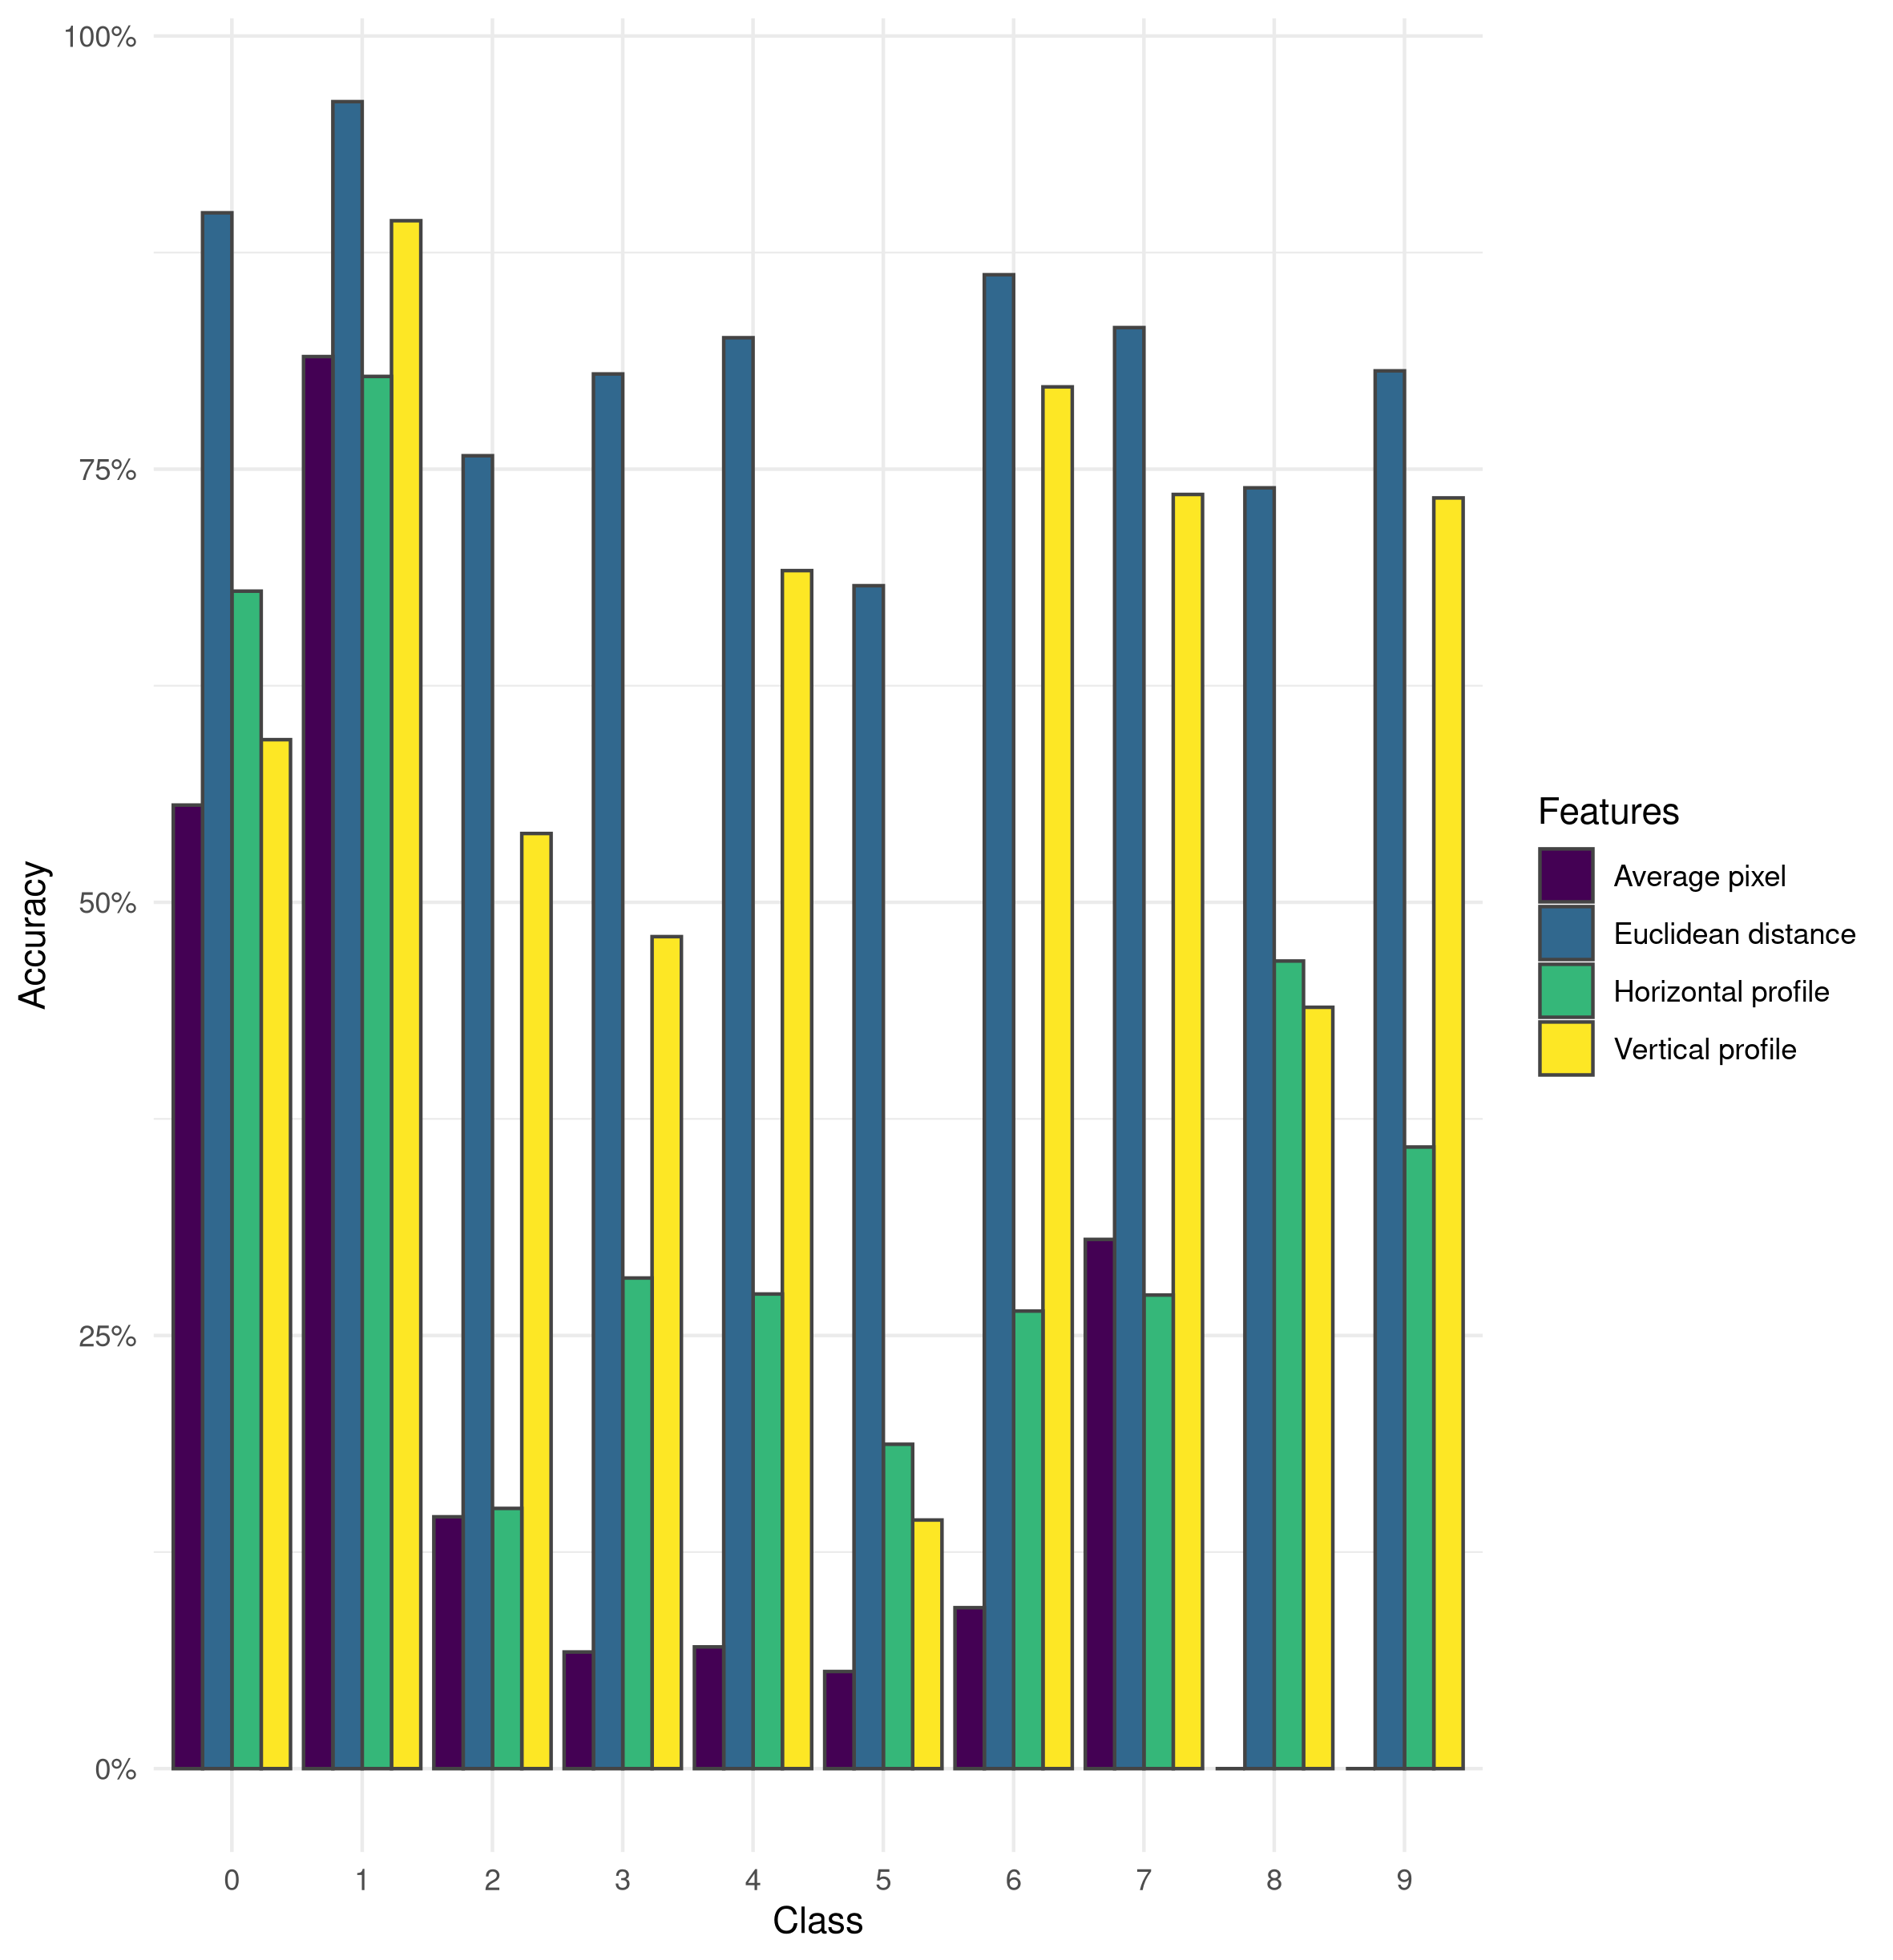 100%
75%
50%
25%
0%
Accuracy
0 1 2 3 4 5 6 7 8 9
Class
Features
Average pixel
Euclidean distance
Horizontal profile
Vertical profile